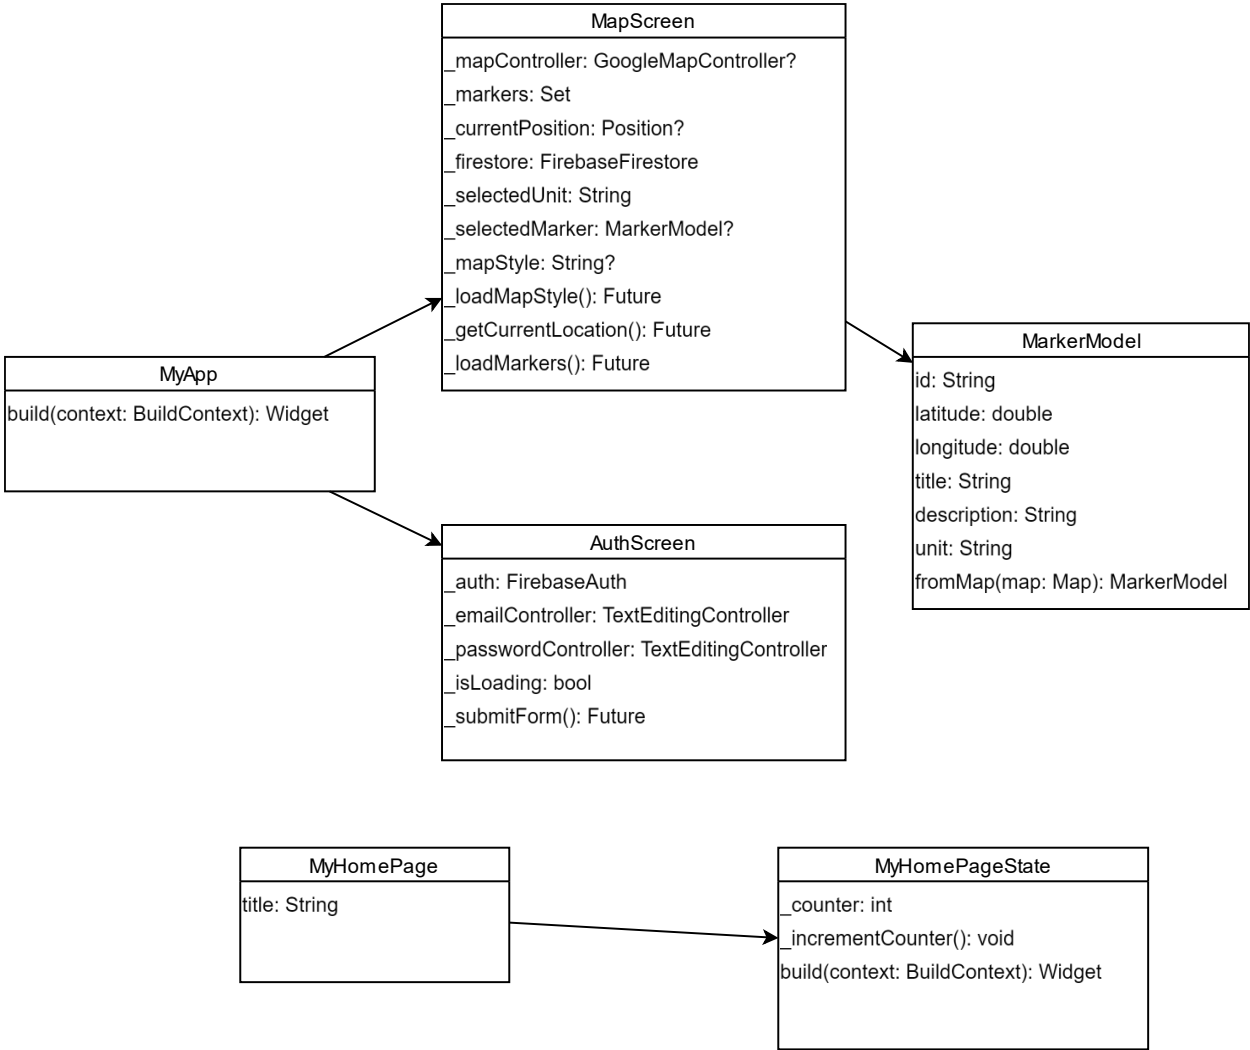 MapScreen
_mapController: GoogleMapController?
_markers: Set
_currentPosition: Position?
_firestore: FirebaseFirestore
_selectedUnit: String
_selectedMarker: MarkerModel?
_mapStyle: String?
_loadMapStyle(): Future
_getCurrentLocation(): Future
_loadMarkers(): Future
MyApp
build(context: BuildContext): Widget
MarkerModel
id: String
latitude: double
longitude: double
title: String
description: String
unit: String
fromMap(map: Map): MarkerModel
AuthScreen
_auth: FirebaseAuth
_emailController: TextEditingController
_passwordController: TextEditingController
_isLoading: bool
_submitForm(): Future
MyHomePage
title: String
MyHomePageState
_counter: int
_incrementCounter(): void
build(context: BuildContext): Widget